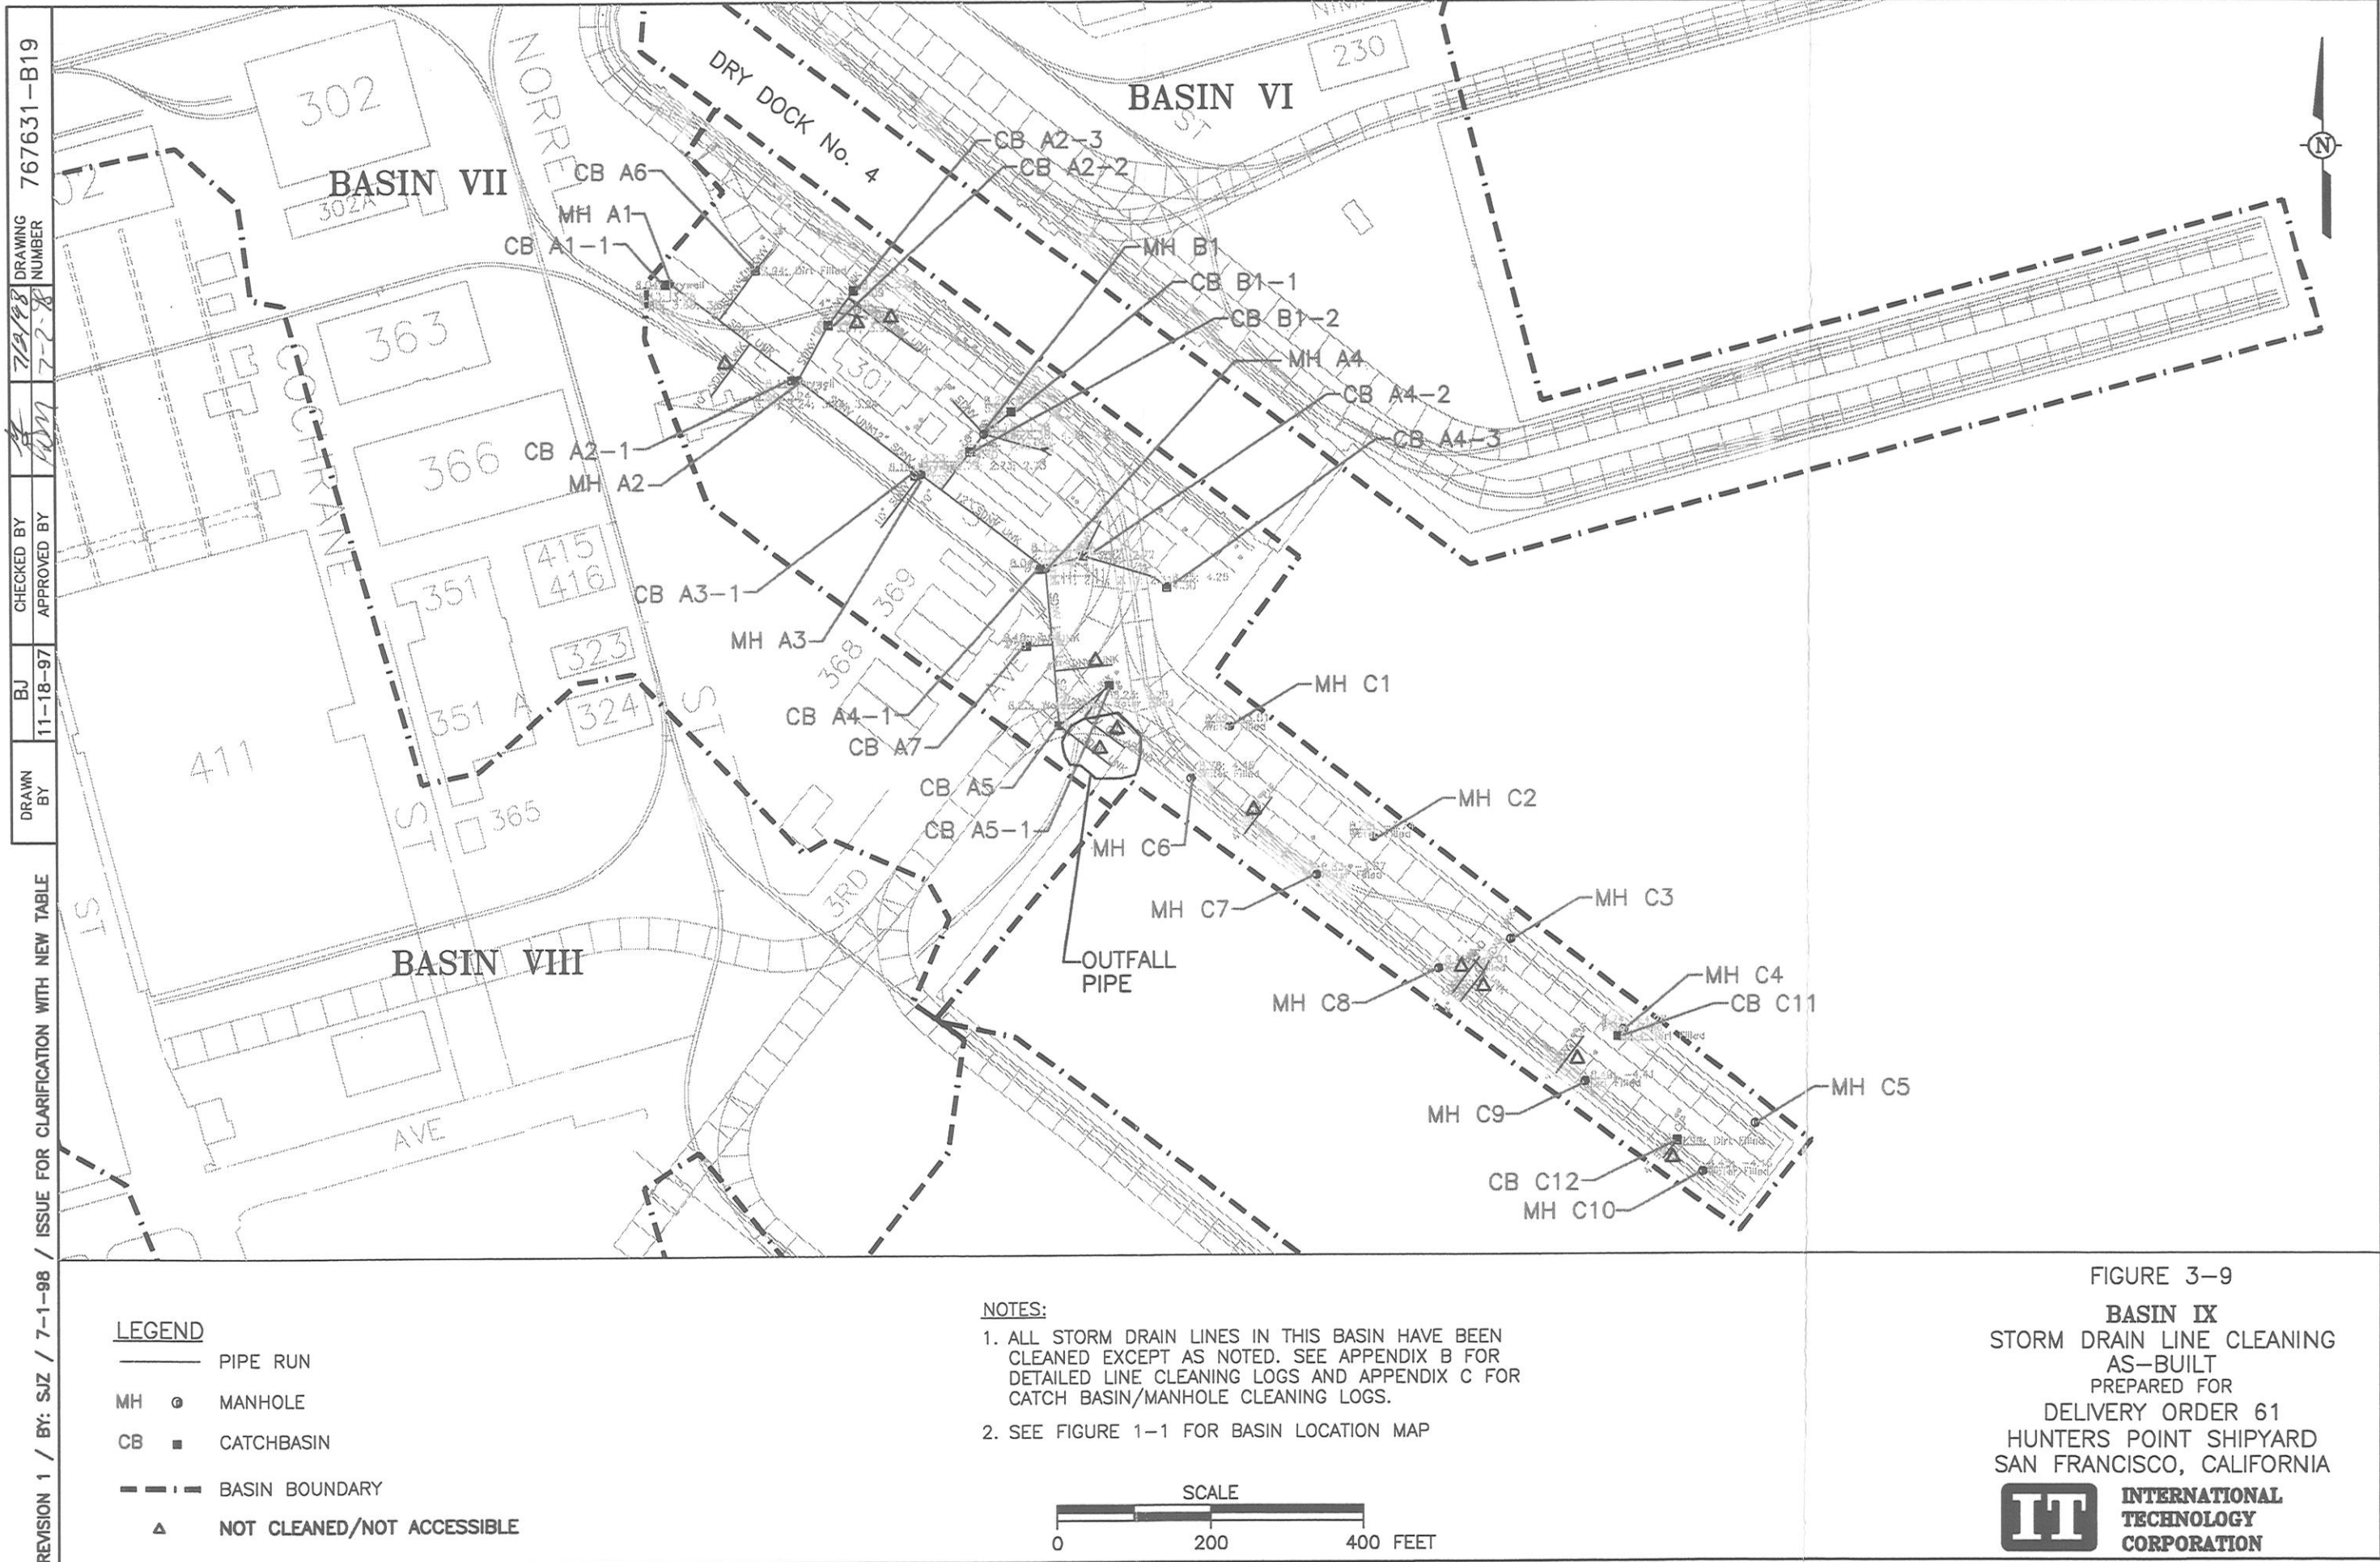 DRAWING NUMBER 767631-B19
CHECKED BY
APPROVED BY
7/2/98
7-2-98
DRAWN BY
BJ
11-18-97
REVISION 1 / BY: SJZ / 7-1-98 / ISSUE FOR CLARIFICATION WITH NEW TABLE
BASIN VI
230
ST
DRY DOCK No. 4
302
302A
BASIN VII
CB A2-3
CB A2-2
CB A6
MH A1
CB A1-1
MH B1
CB B1-1
CB B1-2
MH A4
CB A4-2
CB A4-3
363
366
301
COCHRANE
ST
CB A2-1
MH A2
415
416
351
323
324
351 A
365
411
ST
ST
CB A3-1
MH A3
369
368
AVE
CB A4-1
CB A7
CB A5
CB A5-1
3RD
MH C1
MH C2
MH C6
MH C7
MH C3
OUTFALL
PIPE
MH C8
MH C4
CB C11
MH C5
MH C9
CB C12
MH C10
BASIN VIII
AVE
N
LEGEND
PIPE RUN
MH MANHOLE
CB CATCHBASIN
BASIN BOUNDARY
NOT CLEANED/NOT ACCESSIBLE
NOTES:
1. ALL STORM DRAIN LINES IN THIS BASIN HAVE BEEN
CLEANED EXCEPT AS NOTED. SEE APPENDIX B FOR
DETAILED LINE CLEANING LOGS AND APPENDIX C FOR
CATCH BASIN/MANHOLE CLEANING LOGS.
2. SEE FIGURE 1-1 FOR BASIN LOCATION MAP
SCALE
0 200 400 FEET
FIGURE 3-9
BASIN IX
STORM DRAIN LINE CLEANING
AS-BUILT
PREPARED FOR
DELIVERY ORDER 61
HUNTERS POINT SHIPYARD
SAN FRANCISCO, CALIFORNIA
IT
INTERNATIONAL
TECHNOLOGY
CORPORATION